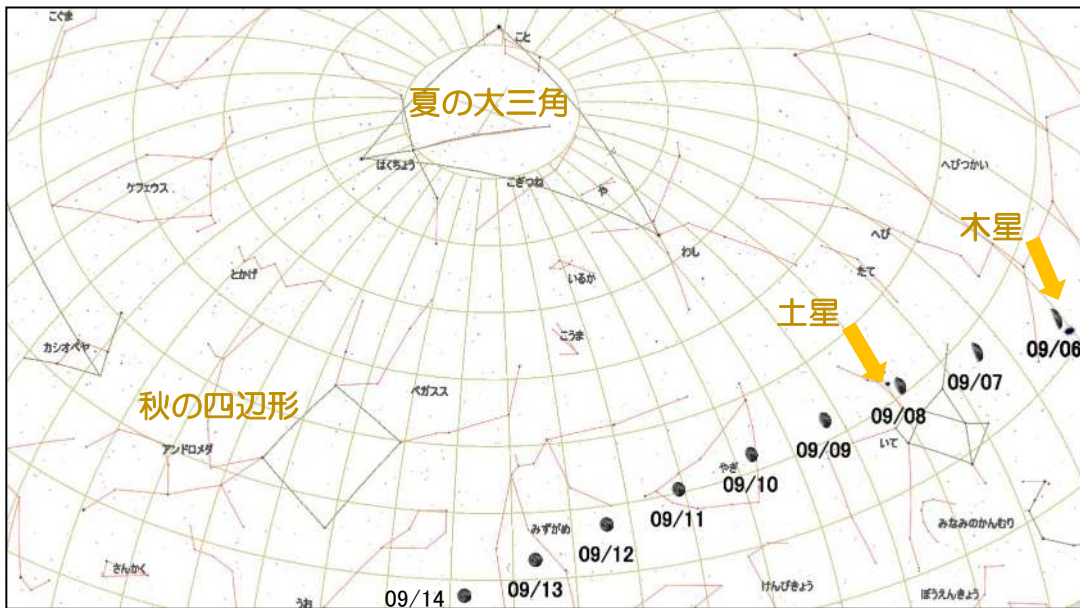 こぐま
こと
夏の大三角
はくちょう
こぎつね
や
へびつかい
ケフェウス
木星
へび
わし
とかげ
いるか
たて
土星
こうま
カシオペヤ
09/06
09/07
ペガスス
秋の四辺形
09/08
アンドロメダ
いて
09/09
やぎ
09/10
09/11
みなみのかんむり
みずがめ
09/12
さんかく
09/13
けんびきょう
ぼうえんきょう
うお
09/14